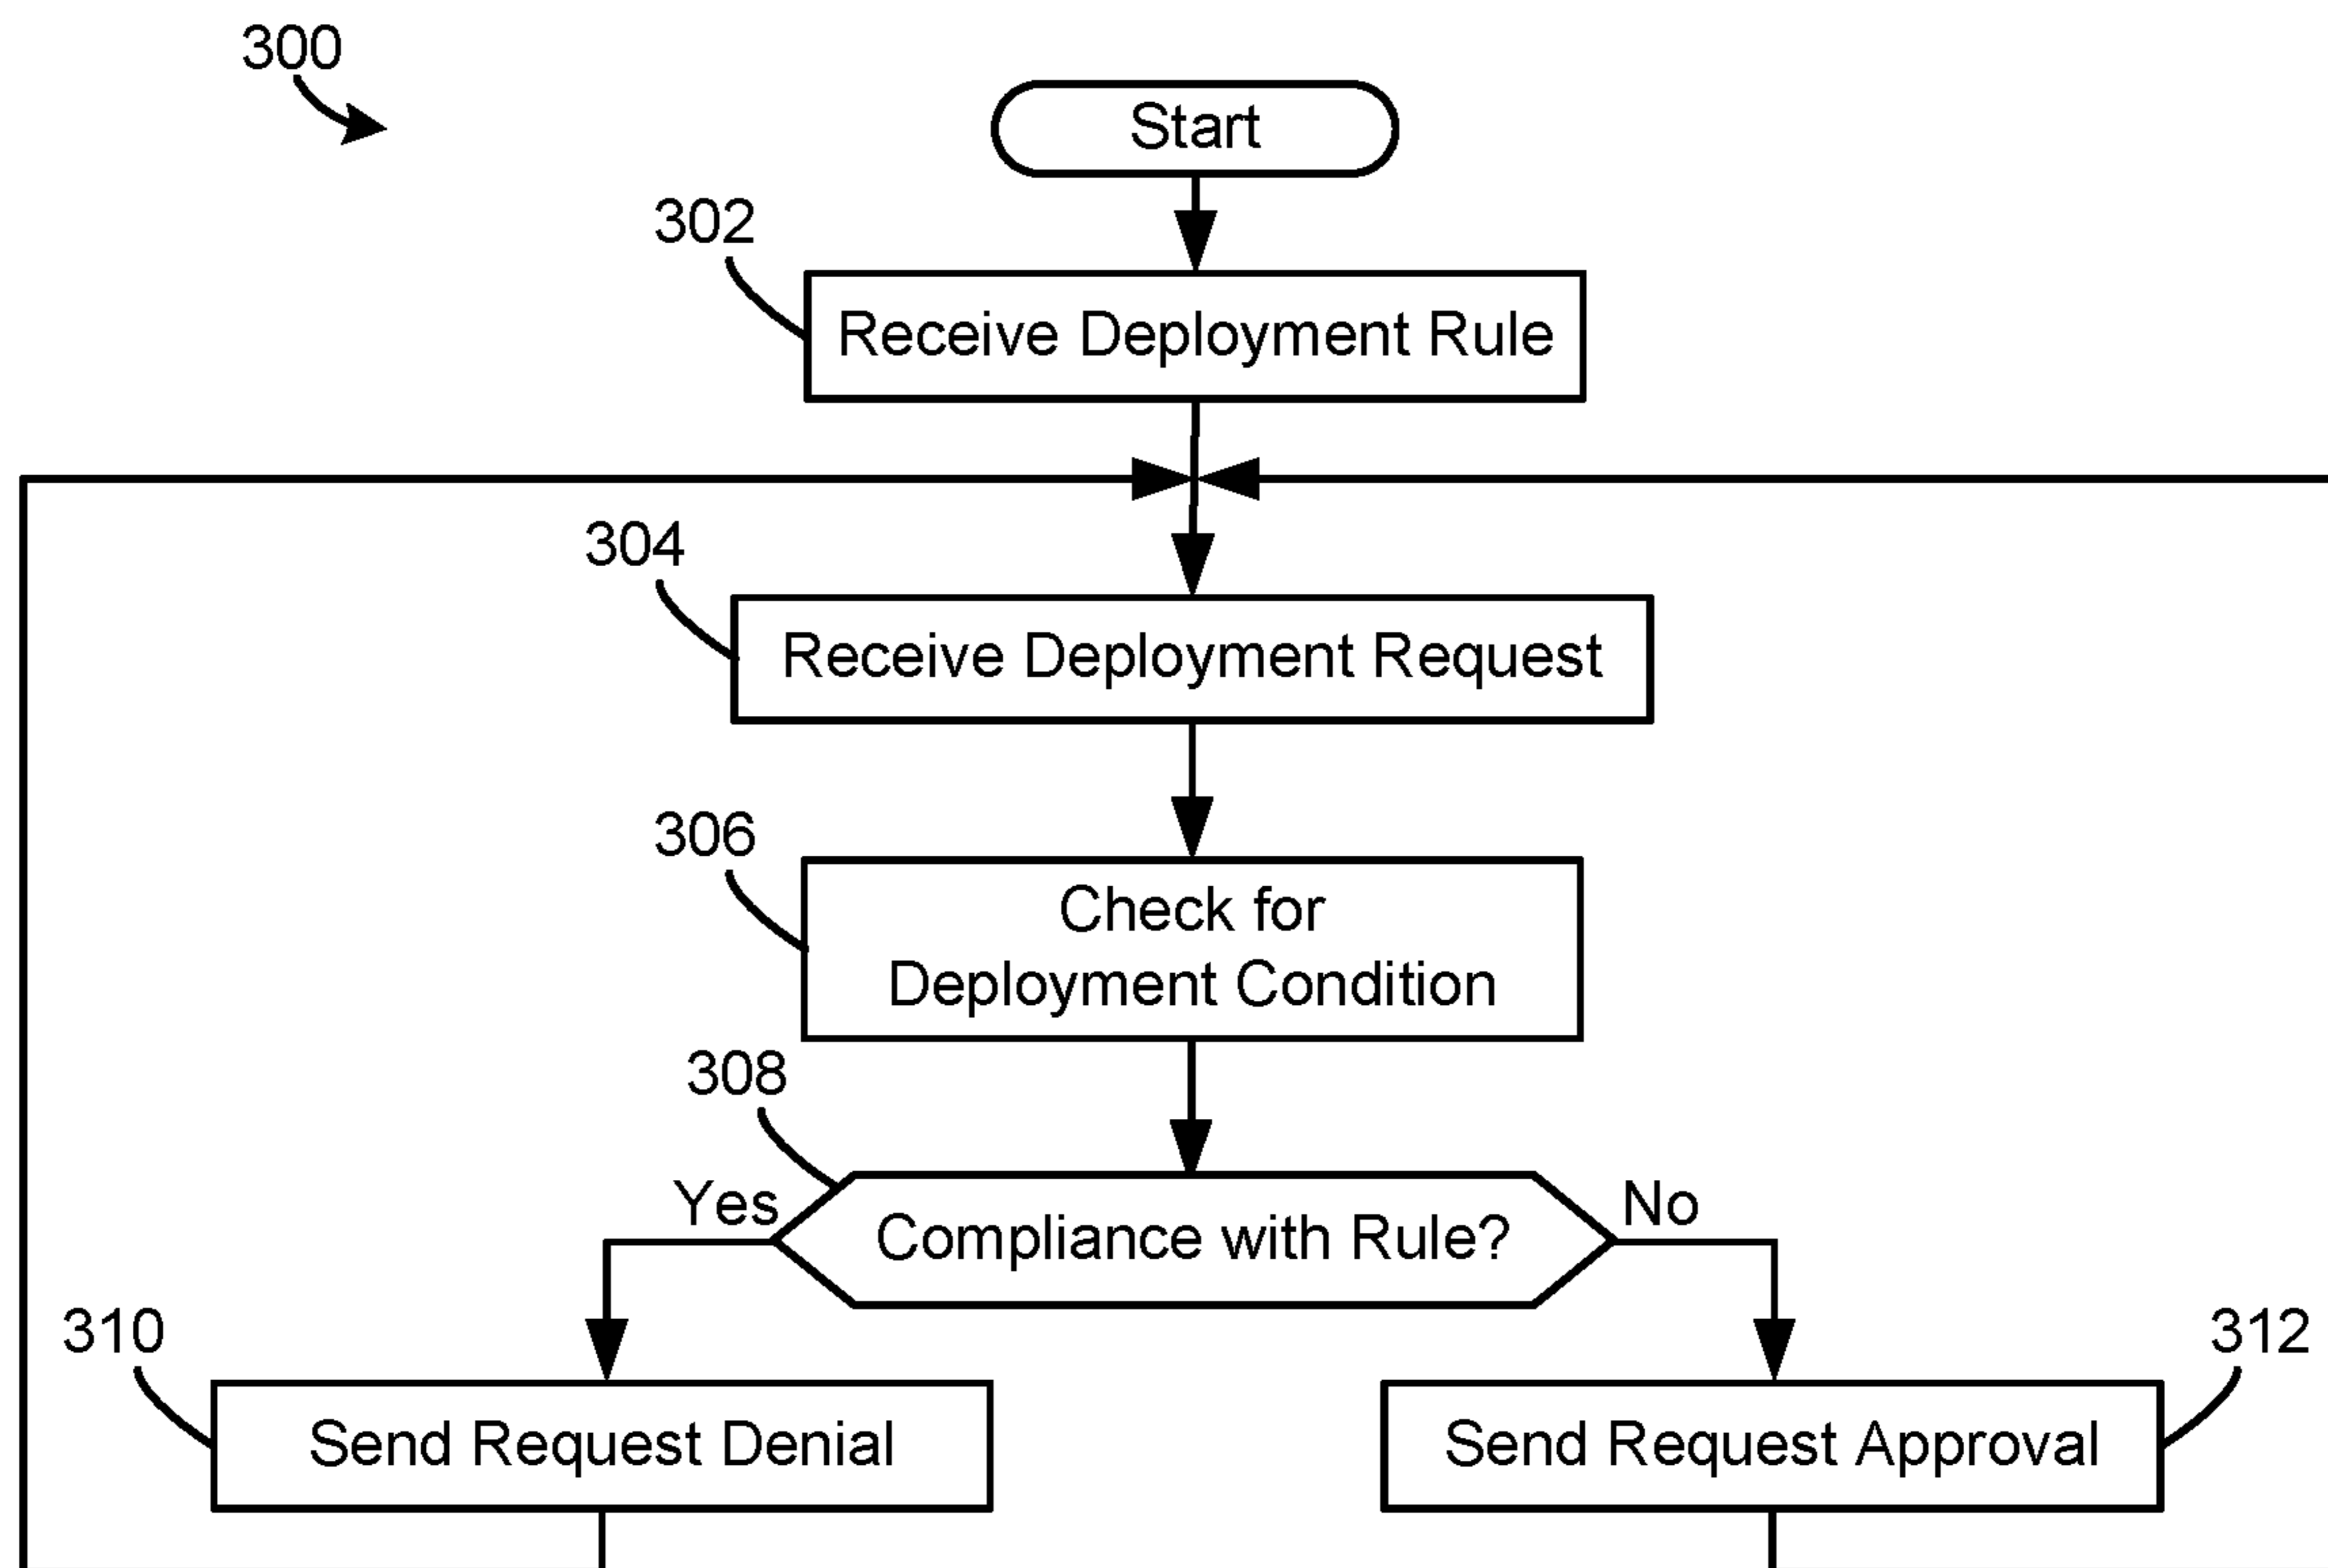 300
Start
302
Receive Deployment Rule
304
Receive Deployment Request
306
Check for
Deployment Condition
308
Yes
No
Compliance with Rule?
310
312
Send Request Denial
Send Request Approval